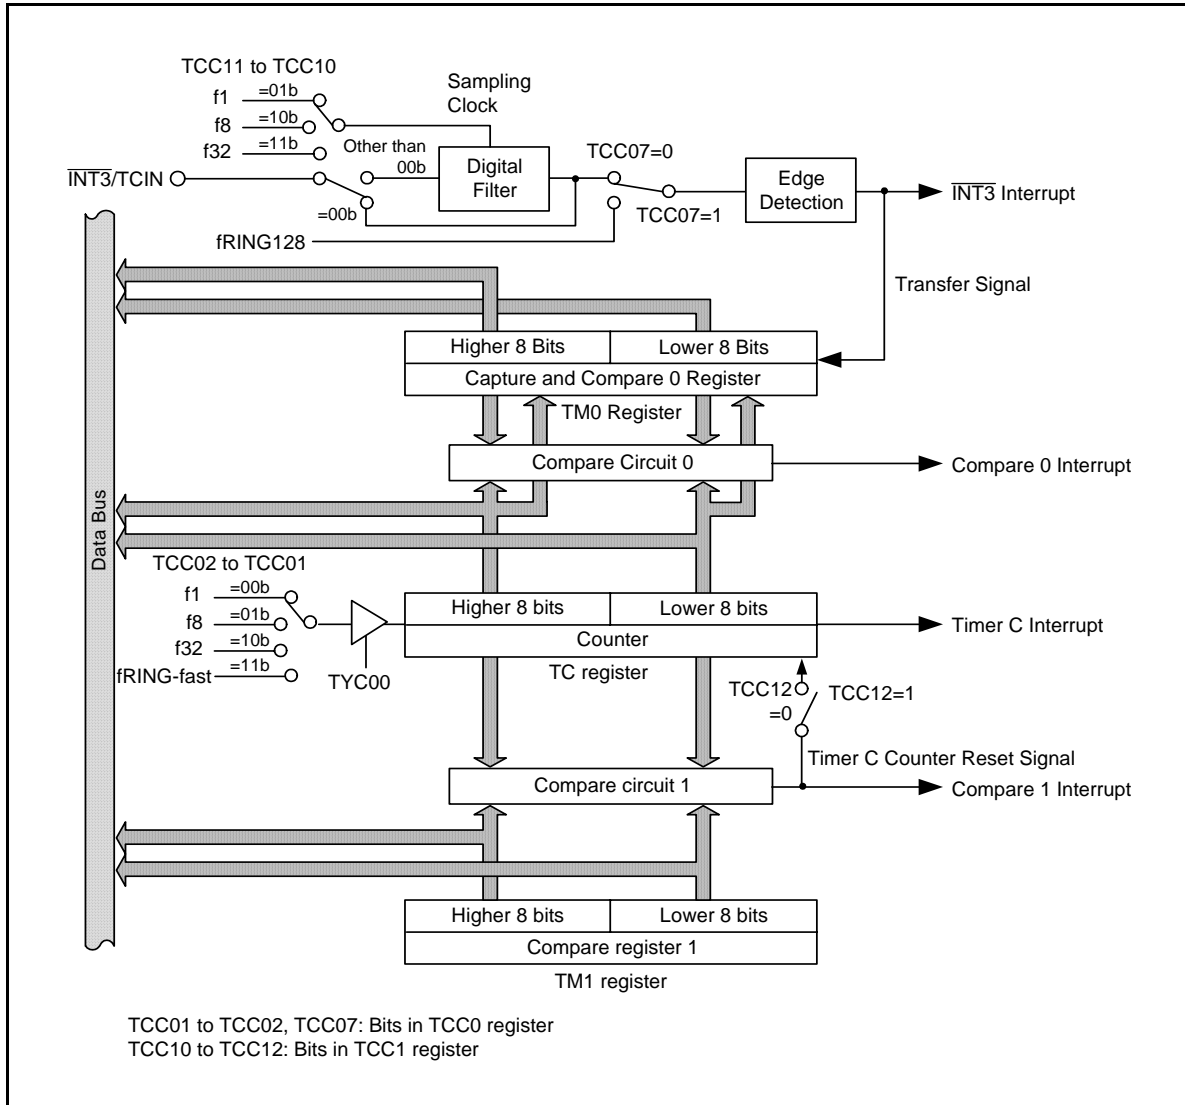 TCC11 to TCC10
f1 =01b
f8 =10b
f32 =11b
Sampling
Clock
Other than
00b
INT3/TCIN
=00b
Digital
Filter
TCC07=0
TCC07=1
fRING128
Edge
Detection
INT3 Interrupt
Transfer Signal
Higher 8 Bits
Lower 8 Bits
Capture and Compare 0 Register
TM0 Register
Compare Circuit 0
Compare 0 Interrupt
Data Bus
TCC02 to TCC01
f1 =00b
f8 =01b
f32 =10b
fRING-fast =11b
TYC00
Higher 8 bits
Lower 8 bits
Counter
TC register
Timer C Interrupt
TCC12
=0
TCC12=1
Timer C Counter Reset Signal
Compare circuit 1
Compare 1 Interrupt
Higher 8 bits
Lower 8 bits
Compare register 1
TM1 register
TCC01 to TCC02, TCC07: Bits in TCC0 register
TCC10 to TCC12: Bits in TCC1 register